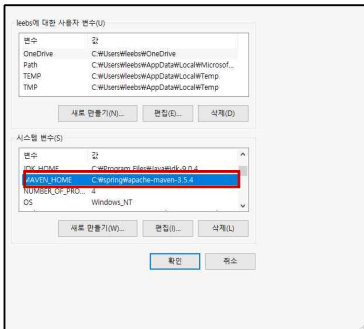 leebs에 대한 사용자 변수(U)
변수 값
OneDrive C:₩Users₩leebs₩OneDrive
Path C:₩Users₩leebs₩AppData₩Local₩Microsof...
TEMP C:₩Users₩leebs₩AppData₩Local₩Temp
TMP C:₩Users₩leebs₩AppData₩Local₩Temp
새로 만들기(N)... 편집(E)... 삭제(D)
시스템 변수(S)
변수 값
JDK_HOME C:₩Program Files₩Java₩jdk-9.0.4
MAVEN_HOME C:₩spring₩apache-maven-3.5.4
NUMBER_OF_PRO... 4
OS Windows_NT
새로 만들기(W)... 편집(I)... 삭제(L)
확인 취소